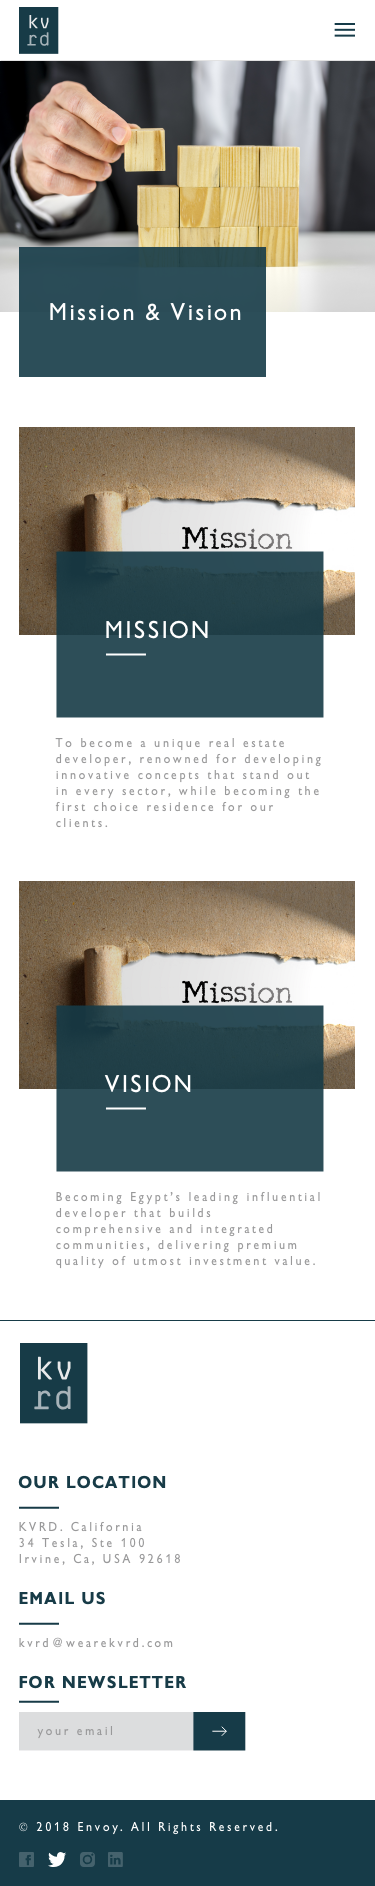 kv
rd
Mission & Vision
Mission
MISSION
To become a unique real estate
developer, renowned for developing
innovative concepts that stand out
in every sector, while becoming the
first choice residence for our
clients.
Mission
VISION
Becoming Egypt's leading influential
developer that builds
comprehensive and integrated
communities, delivering premium
quality of utmost investment value.
kv
rd
OUR LOCATION
KVRD. California
34 Tesla, Ste 100
Irvine, Ca, USA 92618
EMAIL US
kvrd@wearekvrd.com
FOR NEWSLETTER
your email
© 2018 Envoy. All Rights Reserved.